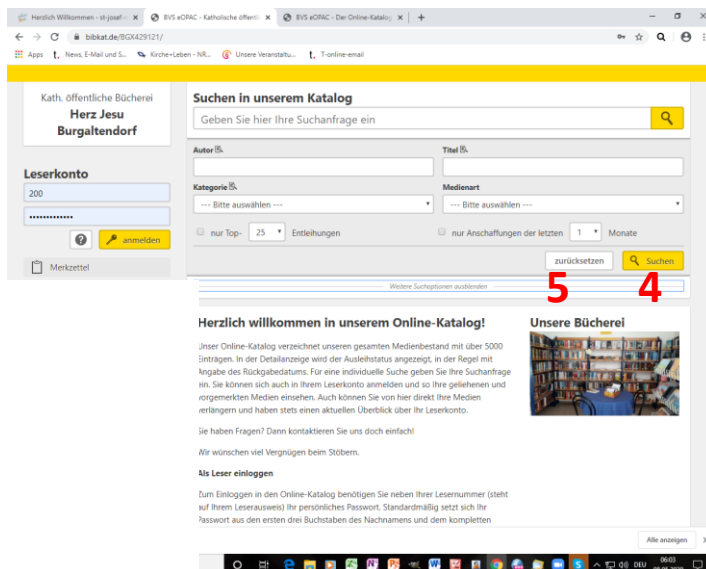 Herzlich Willkommen - st-josef-
BVS eOPAC - Katholische öffentli
BVS eOPAC - Der Online-Katalog
bibkat.de/BGX429121/
Apps
News, E-Mail und S...
Kirche+Leben - NR...
Unsere Veranstaltu...
T-online-email
Kath. öffentliche Bücherei
Herz Jesu
Burgaltendorf
Leserkonto
200
anmelden
Merkzettel
Suchen in unserem Katalog
Geben Sie hier Ihre Suchanfrage ein
Autor
Titel
Kategorie
Medienart
--- Bitte auswählen ---
--- Bitte auswählen ---
nur Top- 25 Entleihungen
nur Anschaffungen der letzten 1 Monate
zurücksetzen
Suchen
5
4
Weitere Suchoptionen ausblenden
Herzlich willkommen in unserem Online-Katalog!
Unser Online-Katalog verzeichnet unseren gesamten Medienbestand mit über 5000
Einträgen. In der Detailanzeige wird der Ausleihstatus angezeigt, in der Regel mit
Angabe des Rückgabedatums. Für eine individuelle Suche geben Sie Ihre Suchanfrage
ein. Sie können sich auch in Ihrem Leserkonto anmelden und so Ihre geliehenen und
vorgemerkten Medien einsehen. Auch können Sie von hier direkt Ihre Medien
verlängern und haben stets einen aktuellen Überblick über Ihr Leserkonto.
Sie haben Fragen? Dann kontaktieren Sie uns doch einfach!
Wir wünschen viel Vergnügen beim Stöbern.
Als Leser einloggen
Zum Einloggen in den Online-Katalog benötigen Sie neben Ihrer Lesernummer (steht
auf Ihrem Leserausweis) Ihr persönliches Passwort. Standardmäßig setzt sich Ihr
Passwort aus den ersten drei Buchstaben des Nachnamens und dem kompletten
Unsere Bücherei
Alle anzeigen
DEU
06:03